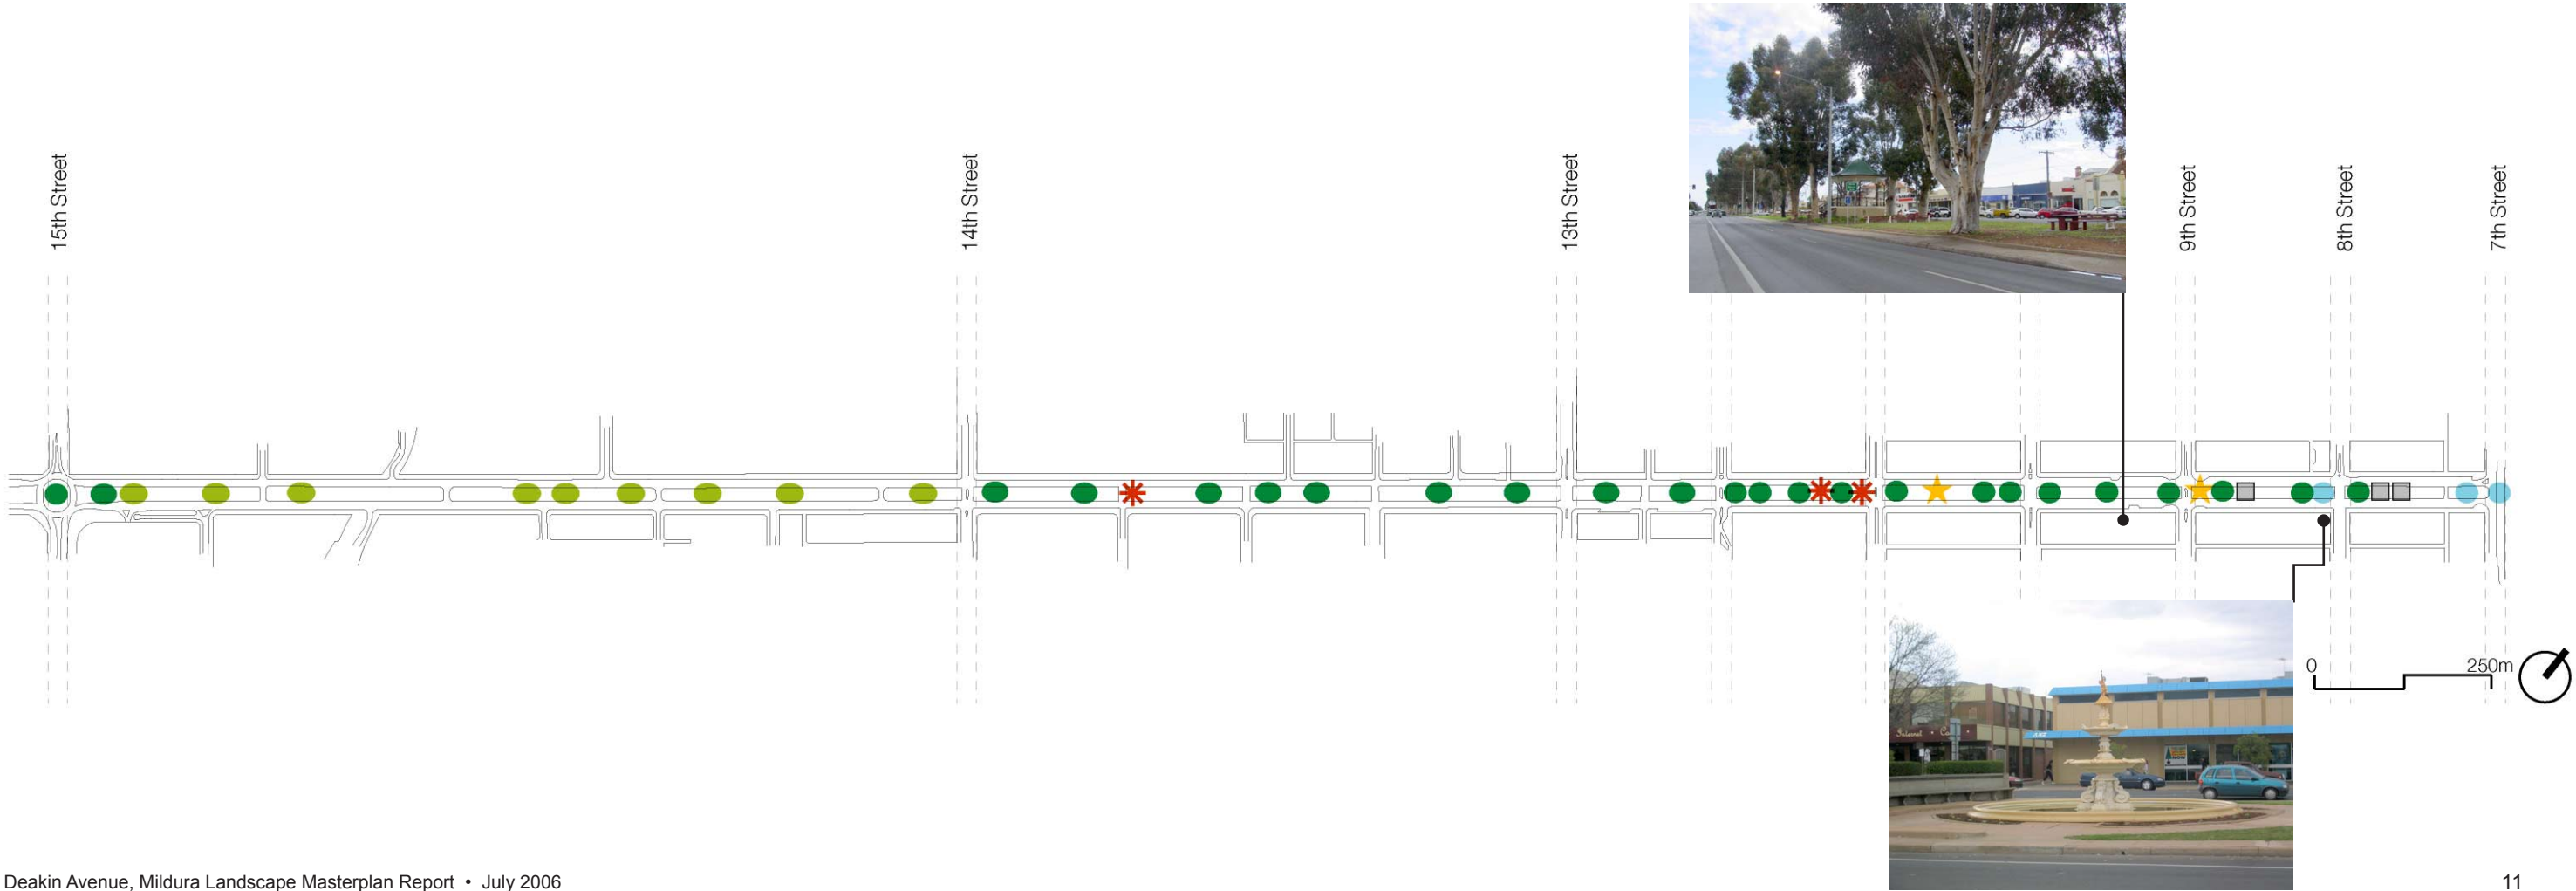 15th Street
14th Street
13th Street
9th Street
8th Street
7th Street
0
250m
Deakin Avenue, Mildura Landscape Masterplan Report • July 2006
11